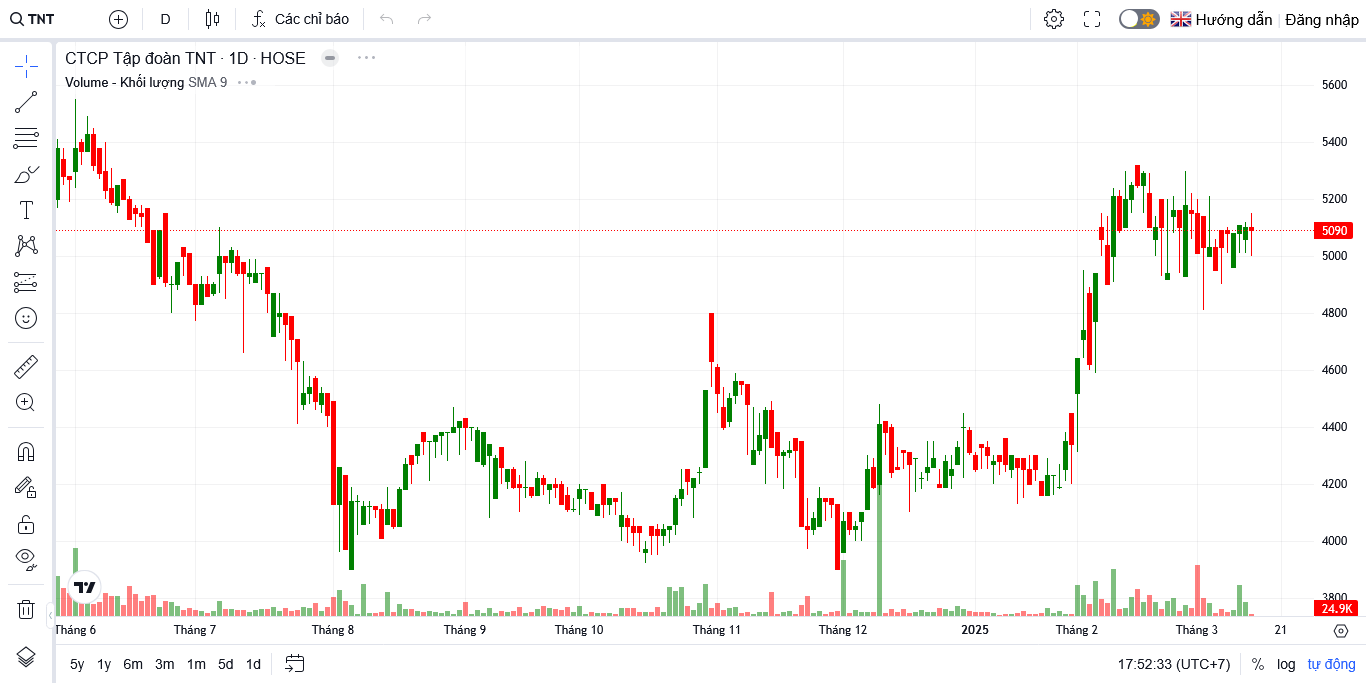 TNT D Các chỉ báo Hướng dẫn Đăng nhập
CTCP Tập đoàn TNT · 1D · HOSE
Volume - Khối lượng SMA 9
5600
5400
5200
5090
5000
4800
4600
4400
4200
4000
3800
24.9K
Tháng 6 Tháng 7 Tháng 8 Tháng 9 Tháng 10 Tháng 11 Tháng 12 2025 Tháng 2 Tháng 3 21
5y 1y 6m 3m 1m 5d 1d 17:52:33 (UTC+7) % log tự động